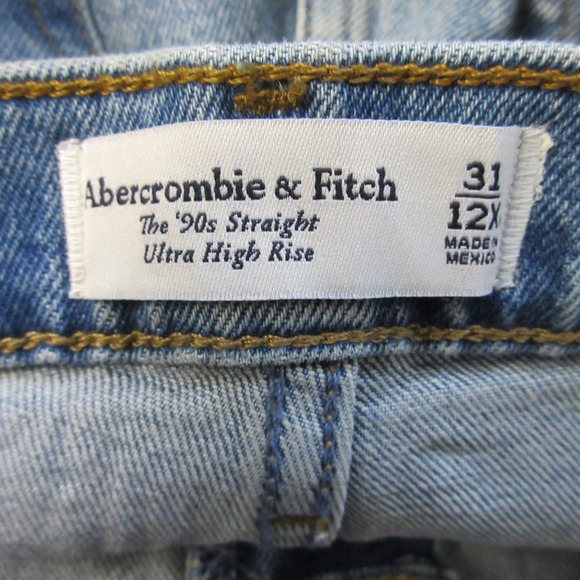 Abercrombie & Fitch
The '90s Straight
Ultra High Rise
31
12X
MADE IN
MEXICO